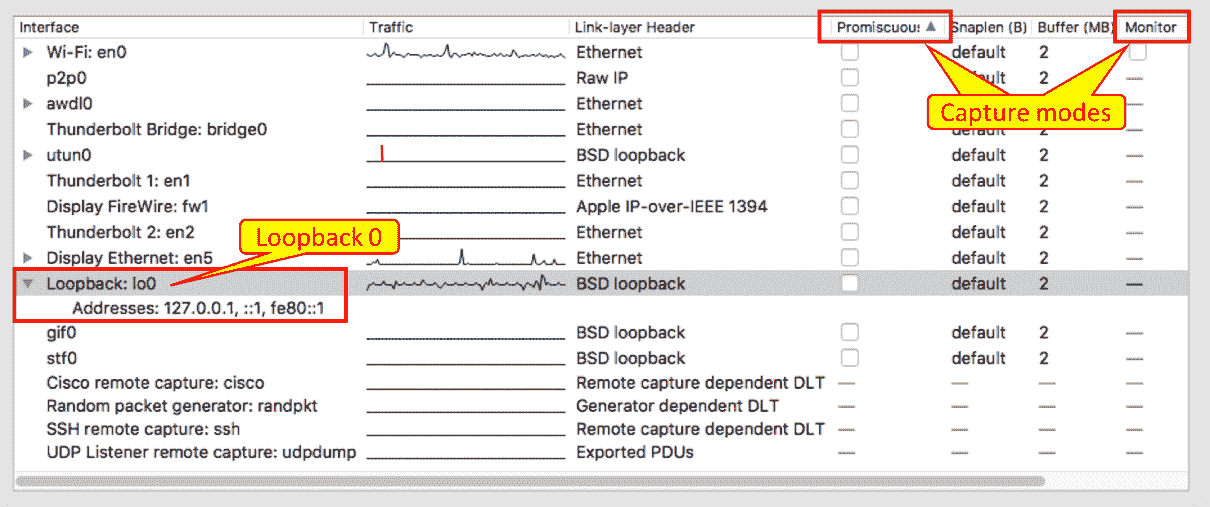 Interface Traffic Link-layer Header Promiscuous ▲ Snaplen (B) Buffer (MB) Monitor
Wi-Fi: en0 Ethernet default 2
p2p0 Raw IP default 2 —
awdl0 Ethernet —
Capture modes
Thunderbolt Bridge: bridge0 Ethernet default 2 —
utun0 BSD loopback default 2 —
Thunderbolt 1: en1 Ethernet default 2 —
Display FireWire: fw1 Apple IP-over-IEEE 1394 default 2 —
Thunderbolt 2: en2 Ethernet default 2 —
Loopback 0
Display Ethernet: en5 Ethernet default 2 —
Loopback: lo0 BSD loopback default 2 —
Addresses: 127.0.0.1, ::1, fe80::1
gif0 BSD loopback default 2 —
stf0 BSD loopback default 2 —
Cisco remote capture: cisco Remote capture dependent DLT — — — —
Random packet generator: randpkt Generator dependent DLT — — — —
SSH remote capture: ssh Remote capture dependent DLT — — — —
UDP Listener remote capture: udpdump Exported PDUs — — — —